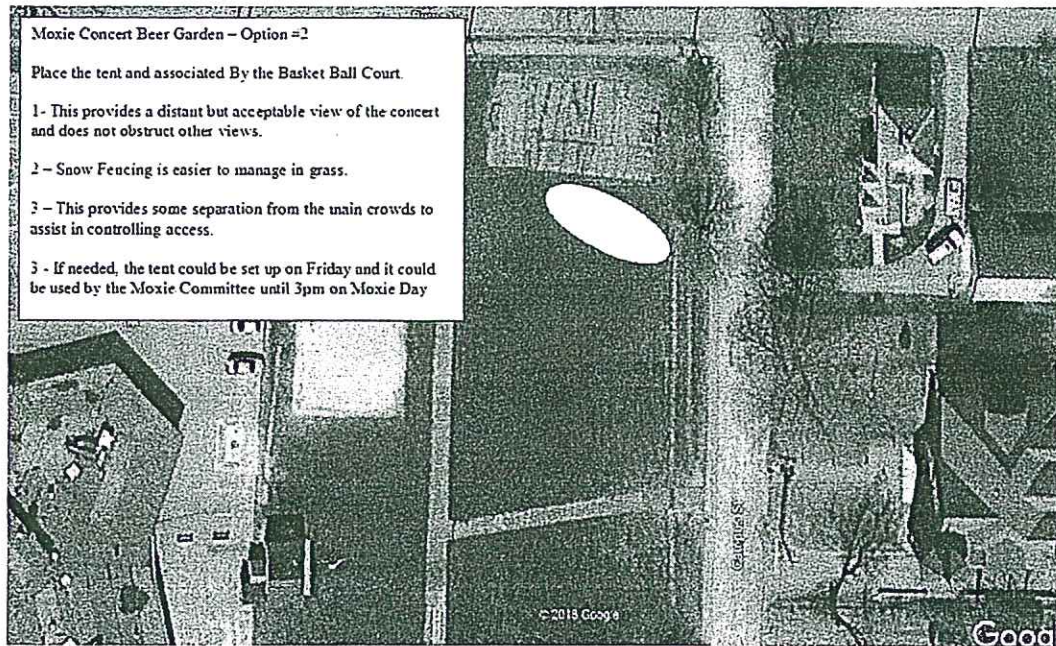 Moxie Concert Beer Garden – Option =2
Place the tent and associated By the Basket Ball Court.
1- This provides a distant but acceptable view of the concert
and does not obstruct other views.
2 – Snow Fencing is easier to manage in grass.
3 – This provides some separation from the main crowds to
assist in controlling access.
3 - If needed, the tent could be set up on Friday and it could
be used by the Moxie Committee until 3pm on Moxie Day
© 2018 Google
Goog